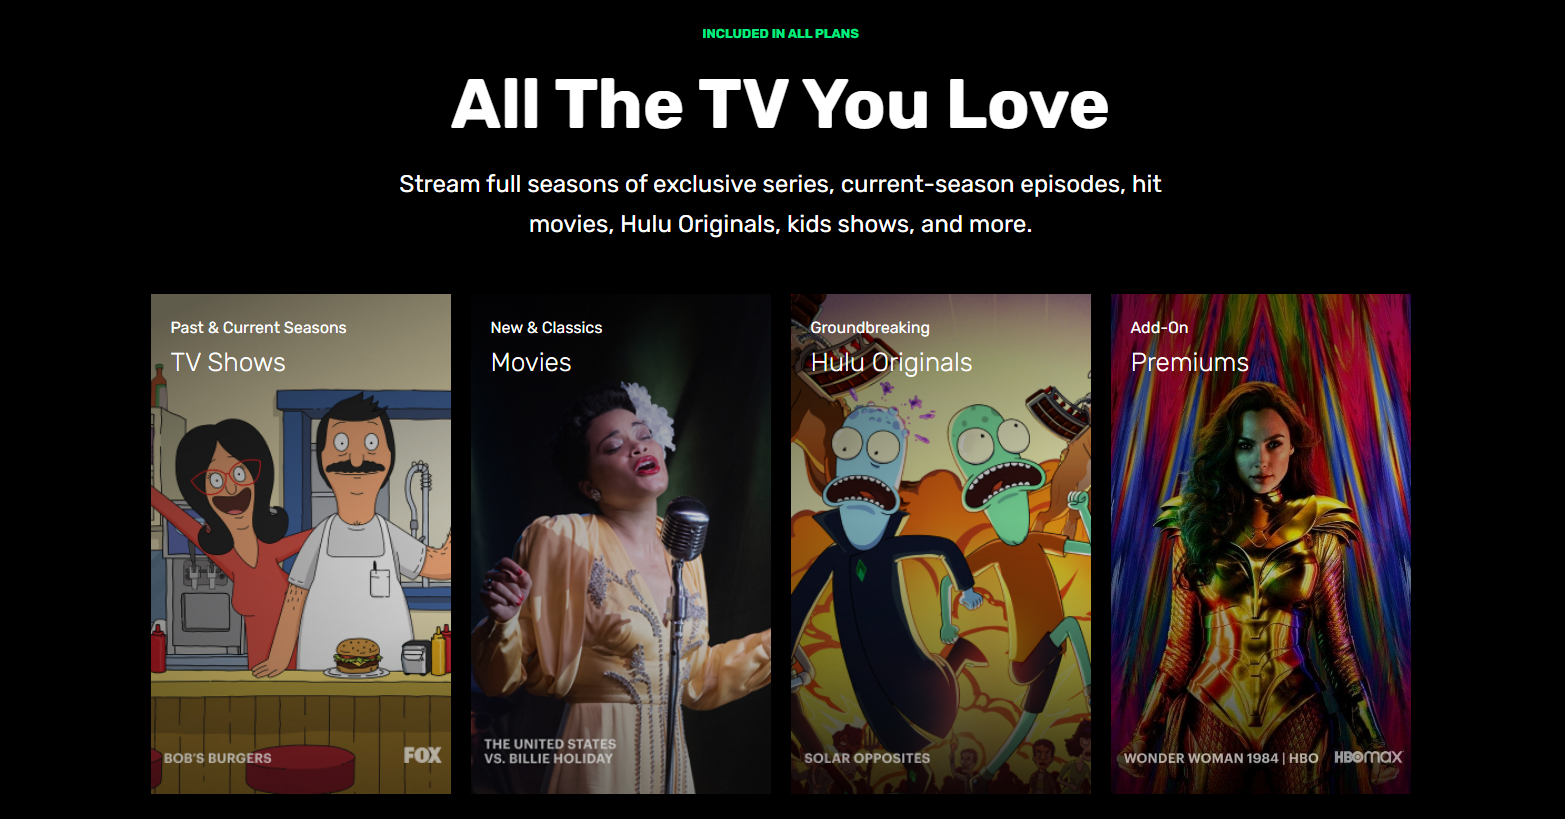 INCLUDED IN ALL PLANS
All The TV You Love
Stream full seasons of exclusive series, current-season episodes, hit
movies, Hulu Originals, kids shows, and more.
Past & Current Seasons
TV Shows
BOB'S BURGERS
FOX
New & Classics
Movies
THE UNITED STATES
VS. BILLIE HOLIDAY
Groundbreaking
Hulu Originals
SOLAR OPPOSITES
Add-On
Premiums
WONDER WOMAN 1984 | HBO
HBOmax